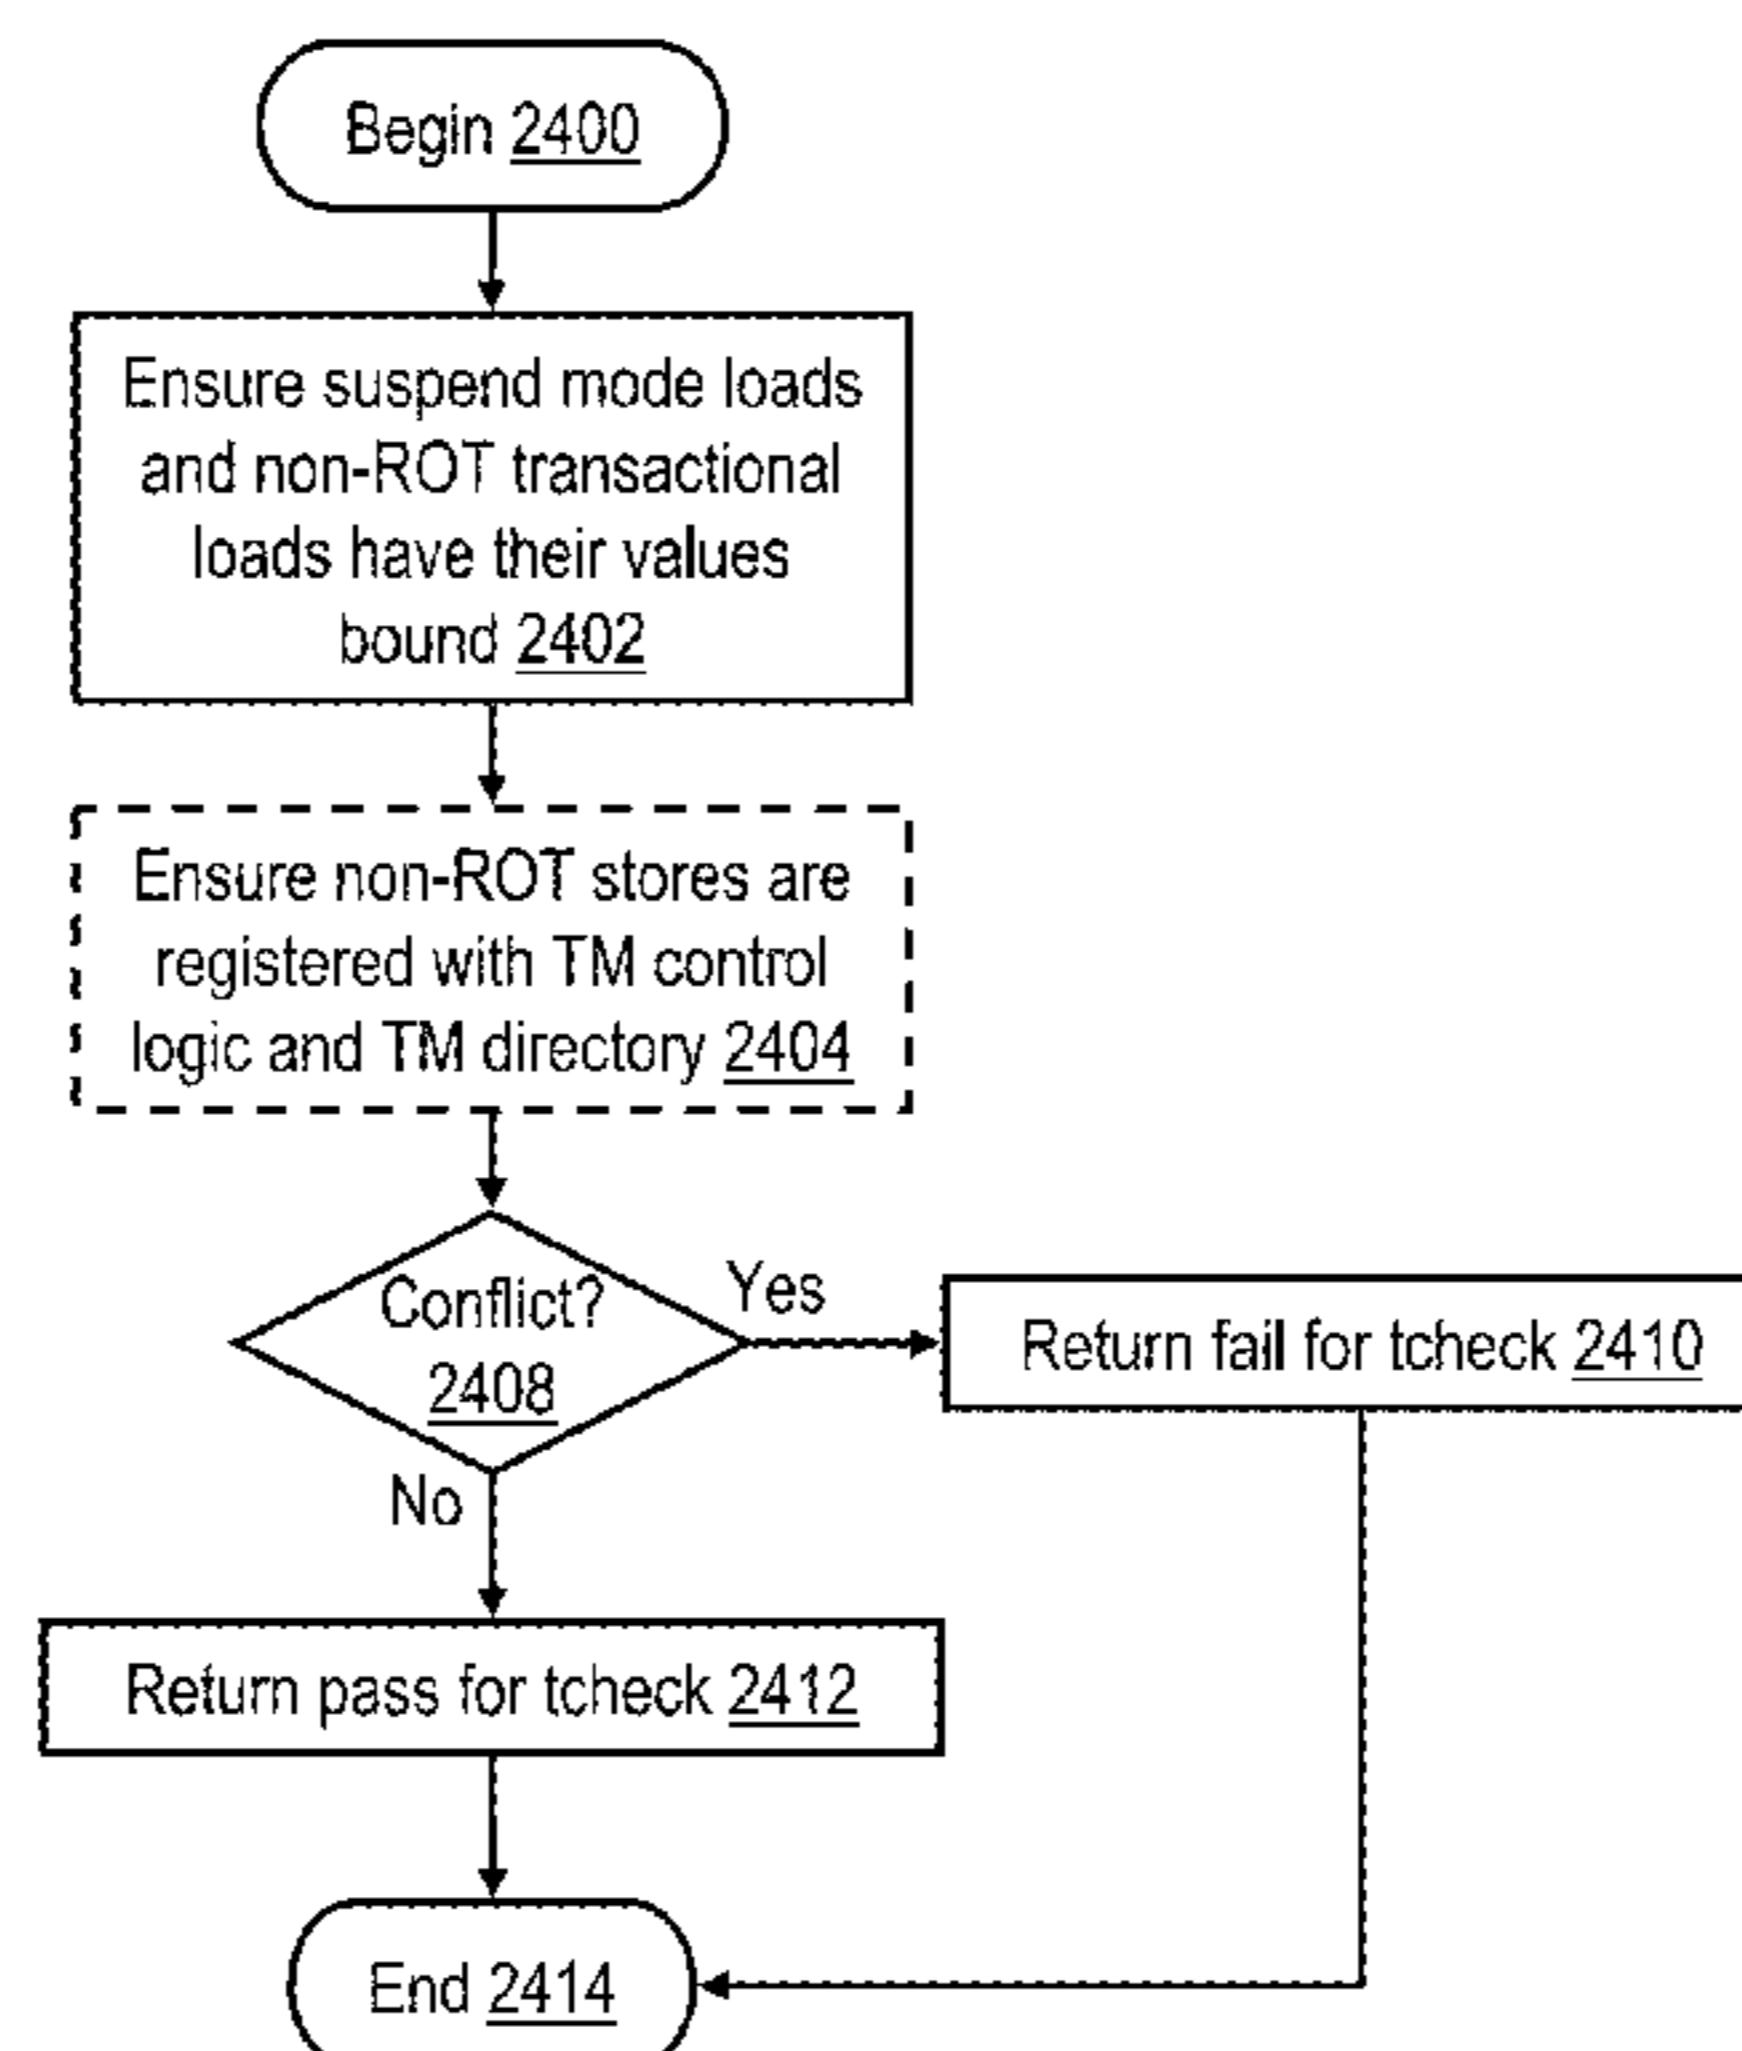 Begin 2400
Ensure suspend mode loads
and non-ROT transactional
loads have their values
bound 2402
Ensure non-ROT stores are
registered with TM control
logic and TM directory 2404
Conflict?
2408
Yes
Return fail for tcheck 2410
No
Return pass for tcheck 2412
End 2414